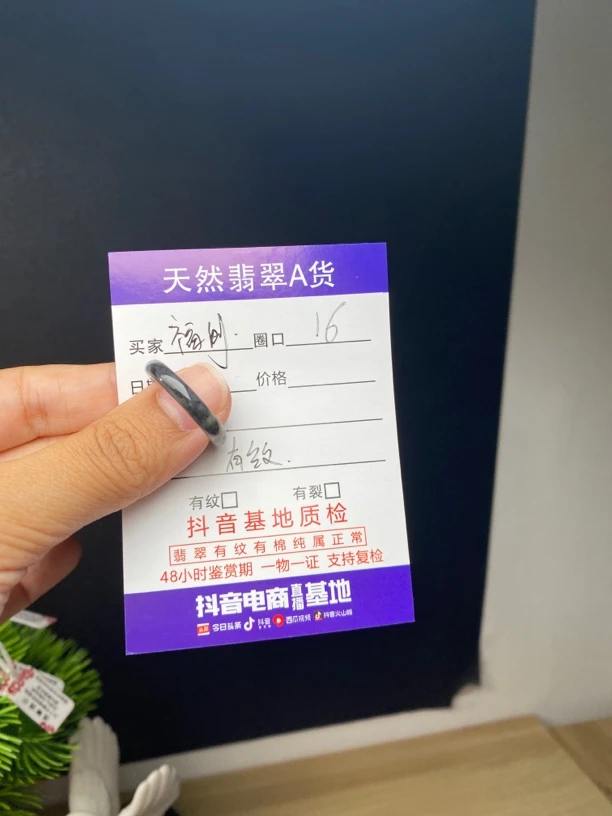 天然翡翠A货
买家 福 圈口 16
日 价格
有效.
有纹□ 有裂□
抖音基地质检
翡翠有纹有棉纯属正常
48小时鉴赏期 一物一证 支持复检
抖音电商直播基地
今日头条 抖音 西瓜视频 抖音火山版